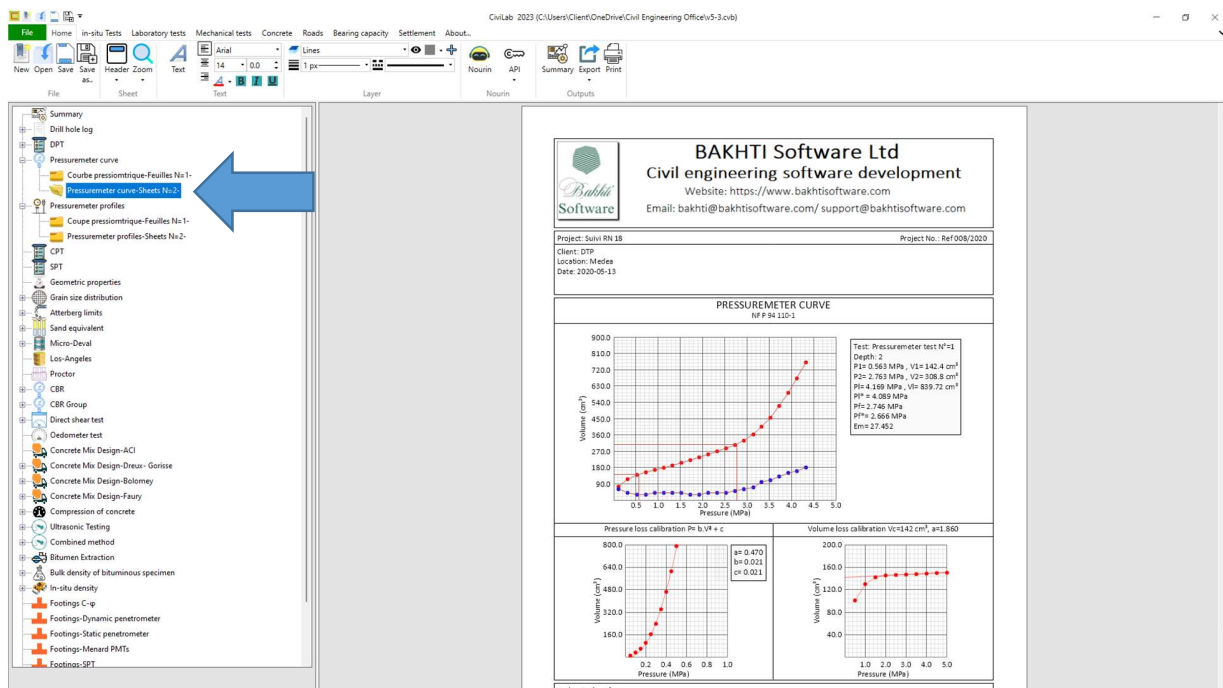 CiviLab 2023 (C:\Users\Client\OneDrive\Civil Engineering Office\v5-3.cvb)
File Home in-situ Tests Laboratory tests Mechanical tests Concrete Roads Bearing capacity Settlement About...
New Open Save Save as.. Header Zoom Text Arial Lines
14 0.0 1 px
B I U
Nourin API Summary Export Print
File Sheet Text Layer Nourin Outputs
Summary
Drill hole log
DPT
Pressuremeter curve
Courbe pressiomtrique-Feuilles N=1-
Pressuremeter curve-Sheets N=2-
Pressuremeter profiles
Coupe pressiomtrique-Feuilles N=1-
Pressuremeter profiles-Sheets N=2-
CPT
SPT
Geometric properties
Grain size distribution
Atterberg limits
Sand equivalent
Micro-Deval
Los-Angeles
Proctor
CBR
CBR Group
Direct shear test
Oedometer test
Concrete Mix Design-ACI
Concrete Mix Design-Dreux- Gorisse
Concrete Mix Design-Bolomey
Concrete Mix Design-Faury
Compression of concrete
Ultrasonic Testing
Combined method
Bitumen Extraction
Bulk density of bituminous specimen
In-situ density
Footings C-φ
Footings-Dynamic penetrometer
Footings-Static penetrometer
Footings-Menard PMTs
Footings-SPT
Bakhti
Software
BAKHTI Software Ltd
Civil engineering software development
Website: https://www.bakhtisoftware.com
Email: bakhti@bakhtisoftware.com/ support@bakhtisoftware.com
Project: Suivi RN 18 Project No.: Ref 008/2020
Client: DTP
Location: Medea
Date: 2020-05-13
PRESSUREMETER CURVE
NF P 94 110-1
900.0
810.0
720.0
630.0
540.0
450.0
360.0
270.0
180.0
90.0
Volume (cm³)
0.5 1.0 1.5 2.0 2.5 3.0 3.5 4.0 4.5 5.0
Pressure (MPa)
Test: Pressuremeter test N°=1
Depth: 2
P1= 0.563 MPa , V1= 142.4 cm³
P2= 2.763 MPa , V2= 308.8 cm³
Pl= 4.169 MPa , Vl= 839.72 cm³
Pl* = 4.089 MPa
Pf= 2.746 MPa
Pf*= 2.666 MPa
Em= 27.452
Pressure loss calibration P= b.Vª + c
800.0
640.0
480.0
320.0
160.0
Volume (cm³)
0.2 0.4 0.6 0.8 1.0
Pressure (MPa)
a= 0.470
b= 0.021
c= 0.021
Volume loss calibration Vc=142 cm³, a=1.860
200.0
160.0
120.0
80.0
40.0
Volume (cm³)
1.0 2.0 3.0 4.0 5.0
Pressure (MPa)